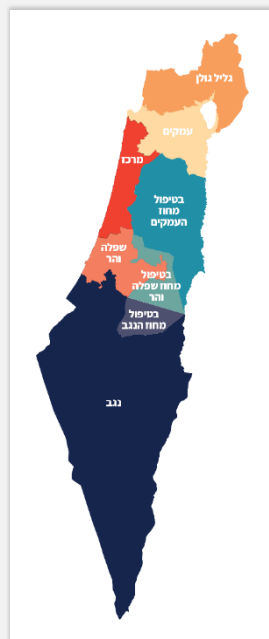 גליל גולן
עמקים
מרכז
בטיפול
מחוז
העמקים
שפלה
והר
בטיפול
מחוז שפלה
והר
בטיפול
מחוז הנגב
נגב